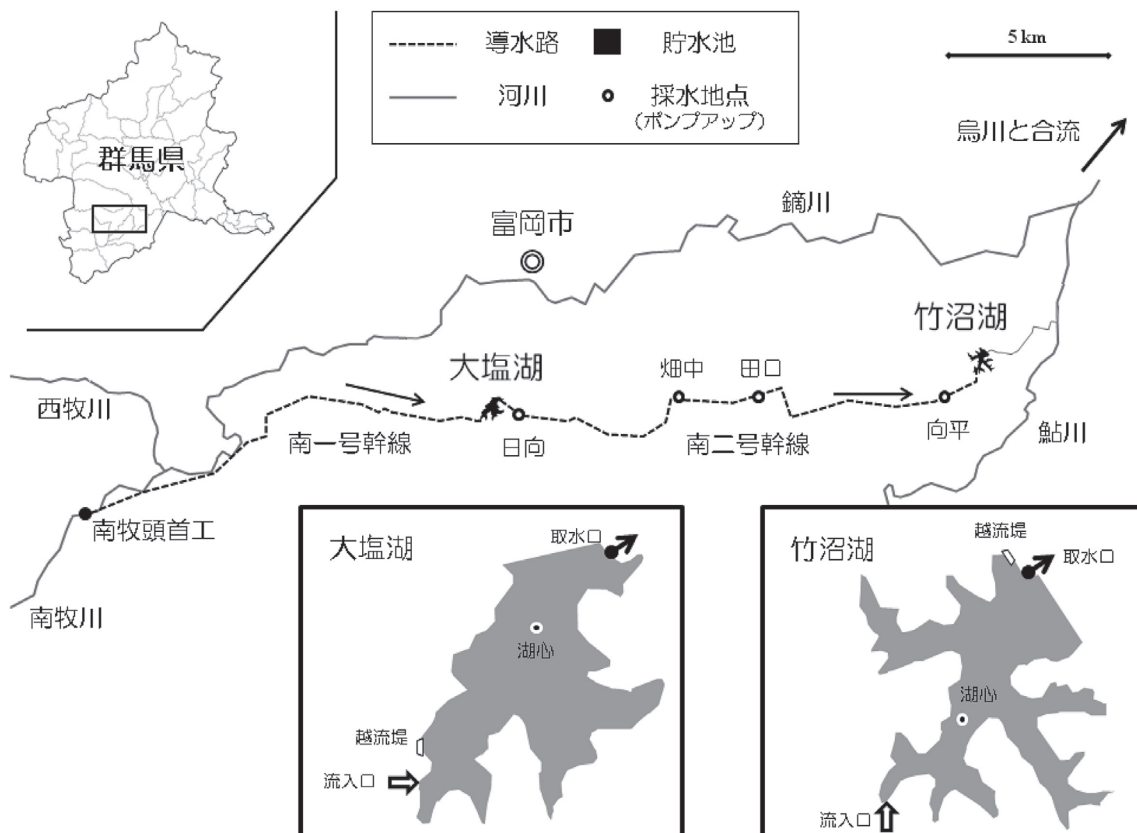 導水路
貯水池
5 km
河川
採水地点
(ポンプアップ)
群馬県
烏川と合流
鏑川
富岡市
竹沼湖
大塩湖
畑中
田口
西牧川
南一号幹線
日向
南二号幹線
向平
鮎川
南牧頭首工
南牧川
大塩湖
取水口
湖心
越流堤
流入口
竹沼湖
越流堤
取水口
湖心
流入口